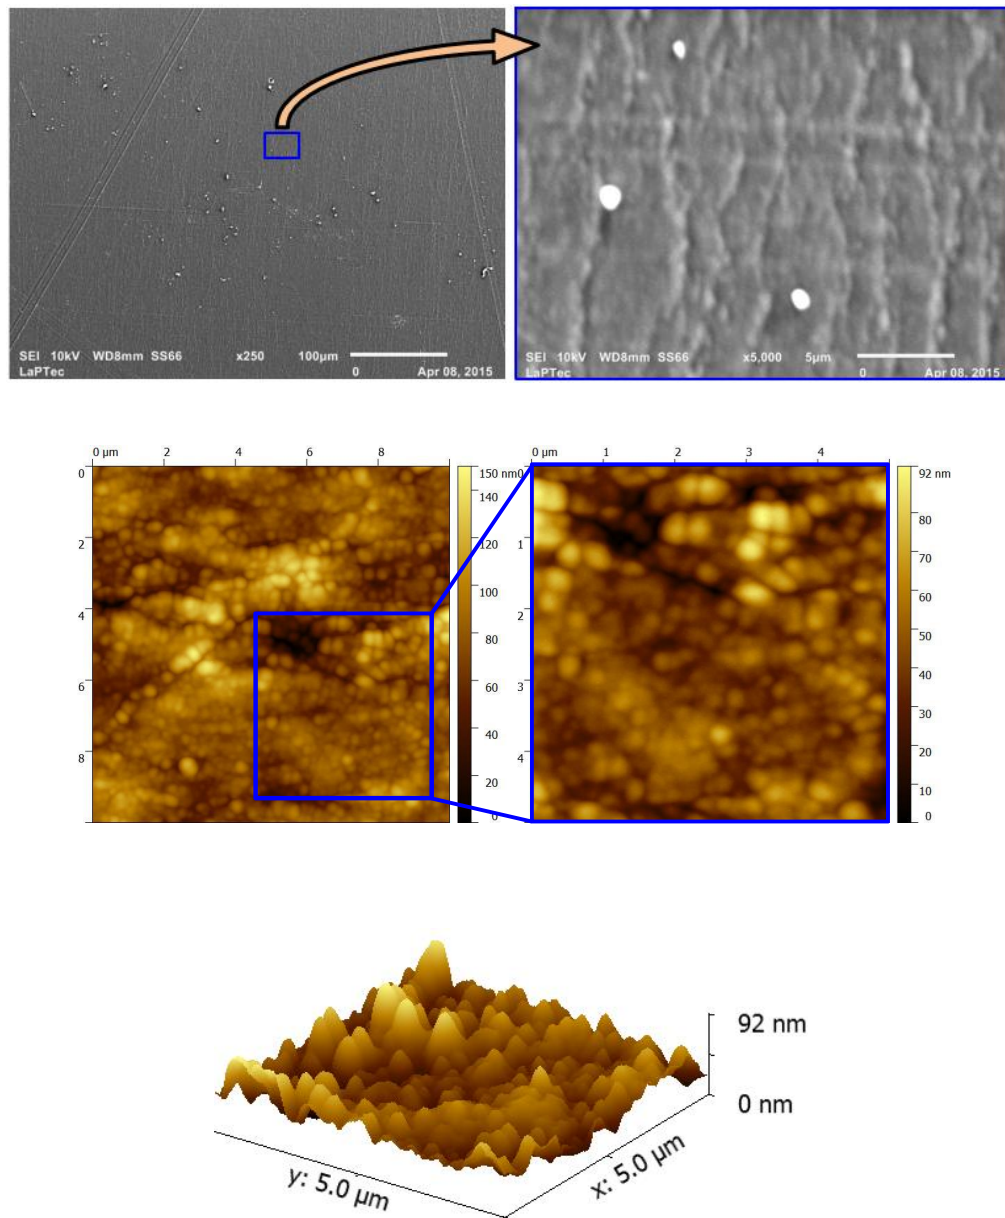 SEI 10kV WD8mm SS66 x250 100µm
LaPTec 0 Apr 08, 2015
SEI 10kV WD8mm SS66 x5,000 5µm
LaPTec 0 Apr 08, 2015
0 µm 2 4 6 8
0
2
4
6
8
150 nm
140
120
100
80
60
40
20
0
0 µm 1 2 3 4
0
1
2
3
4
92 nm
80
70
60
50
40
30
20
10
0
92 nm
0 nm
y: 5.0 µm
x: 5.0 µm